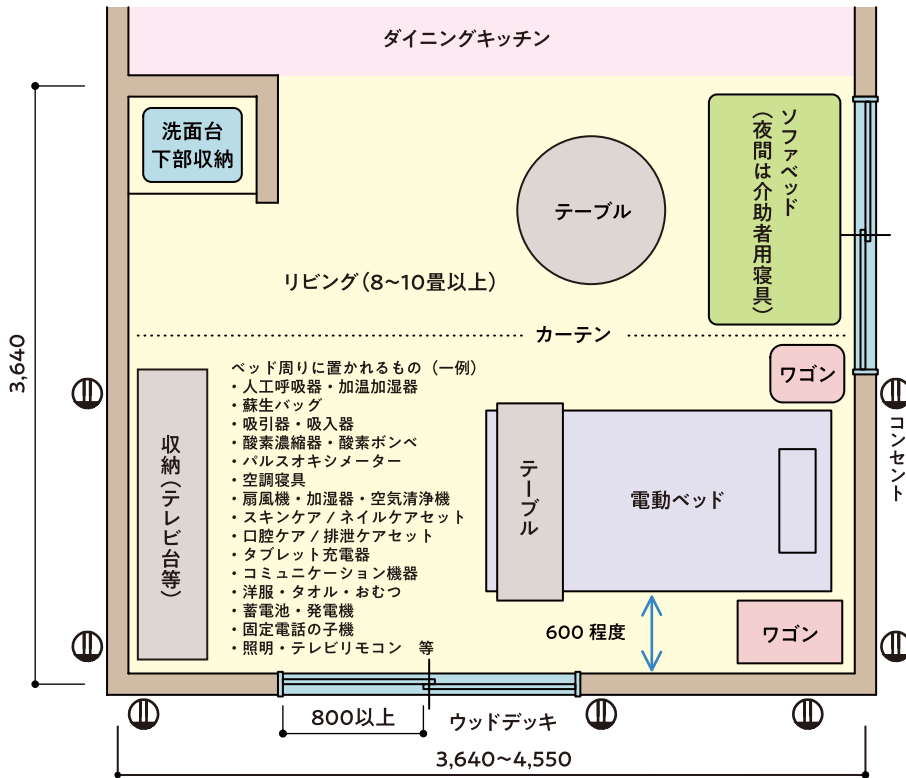 ダイニングキッチン
洗面台
下部収納
テーブル
ソファベッド
（夜間は介助者用寝具）
リビング（8～10畳以上）
カーテン
3,640
ワゴン
コンセント
収納（テレビ台等）
ベッド周りに置かれるもの（一例）
・人工呼吸器・加温加湿器
・蘇生バッグ
・吸引器・吸入器
・酸素濃縮器・酸素ボンベ
・パルスオキシメーター
・空調寝具
・扇風機・加湿器・空気清浄機
・スキンケア / ネイルケアセット
・口腔ケア / 排泄ケアセット
・タブレット充電器
・コミュニケーション機器
・洋服・タオル・おむつ
・蓄電池・発電機
・固定電話の子機
・照明・テレビリモコン　等
テーブル
電動ベッド
600 程度
ワゴン
800以上
ウッドデッキ
3,640～4,550